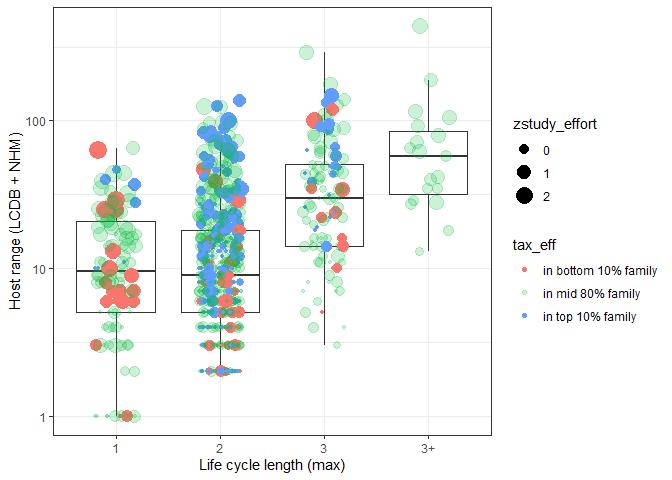 100
10
1
Host range (LCDB + NHM)
1 2 3 3+
Life cycle length (max)
zstudy_effort
0
1
2
tax_eff
in bottom 10% family
in mid 80% family
in top 10% family